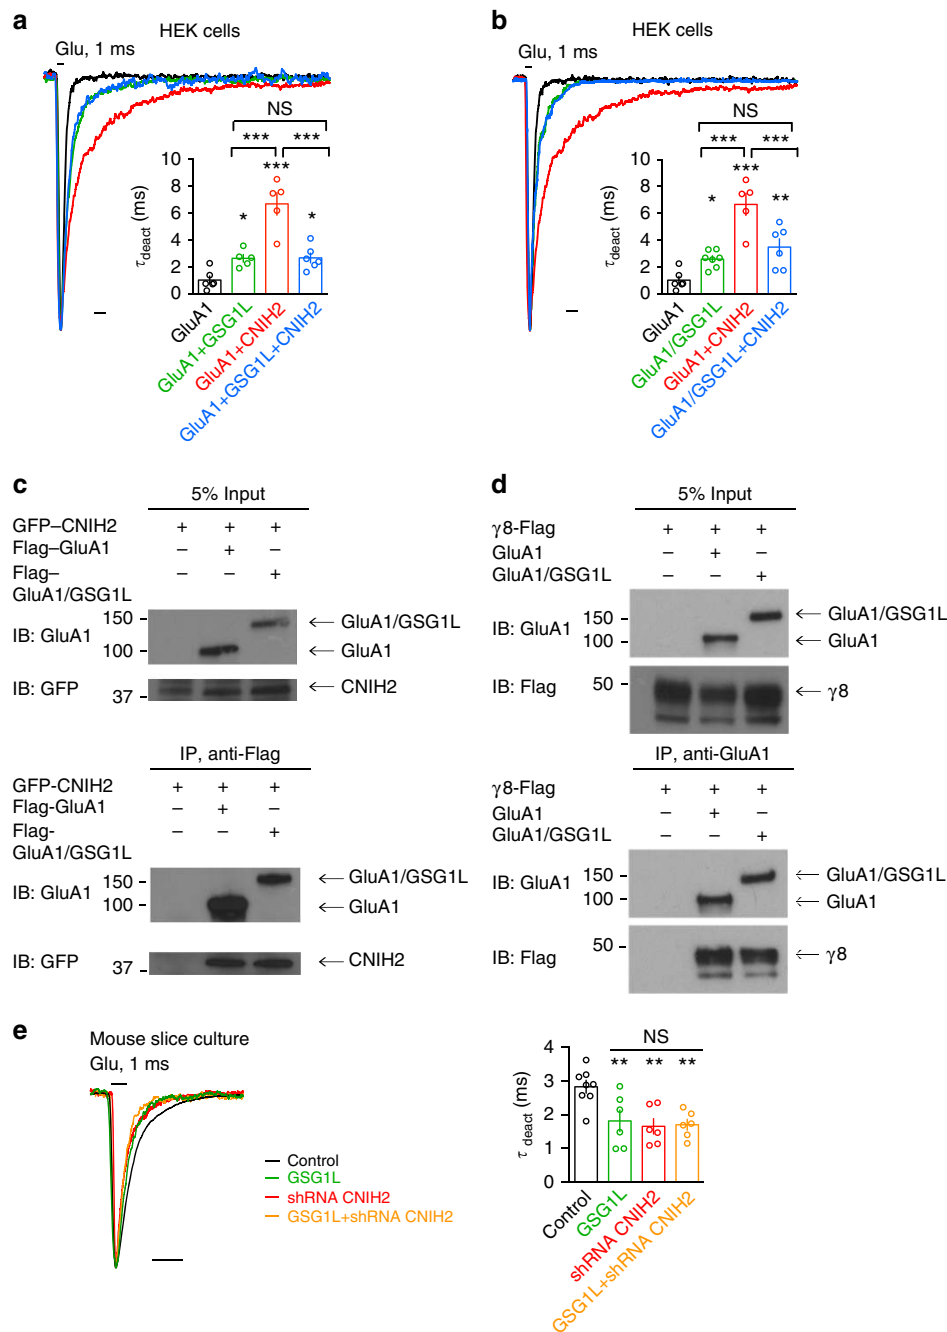 a
HEK cells
Glu, 1 ms
NS
*** ***
***
* *
10
8
6
4
2
0
τdeact (ms)
GluA1
GluA1+GSG1L
GluA1+CNIH2
GluA1+GSG1L+CNIH2
b
HEK cells
Glu, 1 ms
NS
*** ***
***
* **
10
8
6
4
2
0
τdeact (ms)
GluA1
GluA1/GSG1L
GluA1+CNIH2
GluA1/GSG1L+CNIH2
c
5% Input
GFP–CNIH2 + + +
Flag–GluA1 – + –
Flag–
GluA1/GSG1L – – +
IB: GluA1
150
100
← GluA1/GSG1L
← GluA1
IB: GFP
37
← CNIH2
IP, anti-Flag
GFP-CNIH2 + + +
Flag-GluA1 – + –
Flag-
GluA1/GSG1L – – +
IB: GluA1
150
100
← GluA1/GSG1L
← GluA1
IB: GFP
37
← CNIH2
d
5% Input
γ8-Flag + + +
GluA1 – + –
GluA1/GSG1L – – +
IB: GluA1
150
100
← GluA1/GSG1L
← GluA1
IB: Flag
50
← γ8
IP, anti-GluA1
γ8-Flag + + +
GluA1 – + –
GluA1/GSG1L – – +
IB: GluA1
150
100
← GluA1/GSG1L
← GluA1
IB: Flag
50
← γ8
e
Mouse slice culture
Glu, 1 ms
Control
GSG1L
shRNA CNIH2
GSG1L+shRNA CNIH2
NS
** ** **
4
3
2
1
0
τ deact (ms)
Control
GSG1L
shRNA CNIH2
GSG1L+shRNA CNIH2